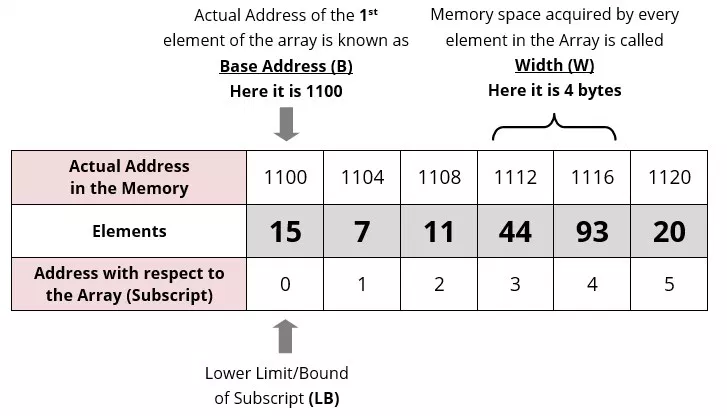 Actual Address of the 1st
element of the array is known as
Base Address (B)
Here it is 1100
Memory space acquired by every
element in the Array is called
Width (W)
Here it is 4 bytes
Actual Address
in the Memory
1100 1104 1108 1112 1116 1120
Elements
15 7 11 44 93 20
Address with respect to
the Array (Subscript)
0 1 2 3 4 5
Lower Limit/Bound
of Subscript (LB)